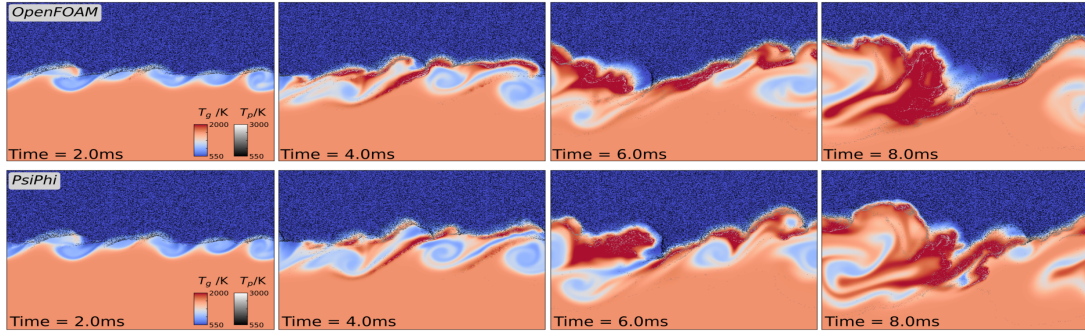 OpenFOAM
T_g /K T_p/K
2000 3000
550 550
Time = 2.0ms
Time = 4.0ms
Time = 6.0ms
Time = 8.0ms
PsiPhi
T_g /K T_p/K
2000 3000
550 550
Time = 2.0ms
Time = 4.0ms
Time = 6.0ms
Time = 8.0ms